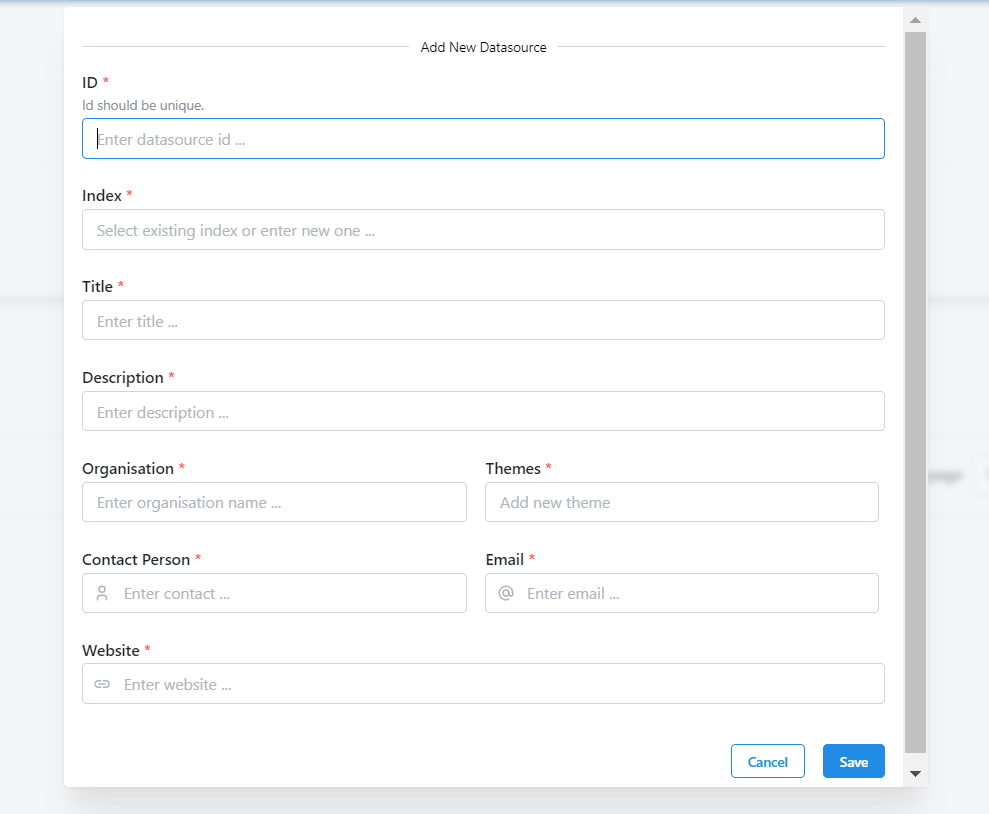 Add New Datasource
ID *
Id should be unique.
Enter datasource id ...
Index *
Select existing index or enter new one ...
Title *
Enter title ...
Description *
Enter description ...
Organisation * Themes *
Enter organisation name ... Add new theme
page
Contact Person * Email *
Enter contact ... Enter email ...
Website *
Enter website ...
Cancel Save